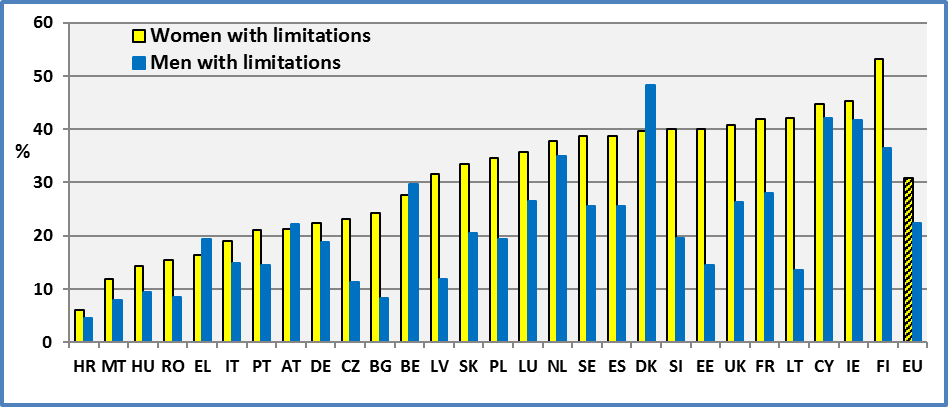 60
Women with limitations
Men with limitations
50
40
%
30
20
10
0
HR MT HU RO EL IT PT AT DE CZ BG BE LV SK PL LU NL SE ES DK SI EE UK FR LT CY IE FI EU